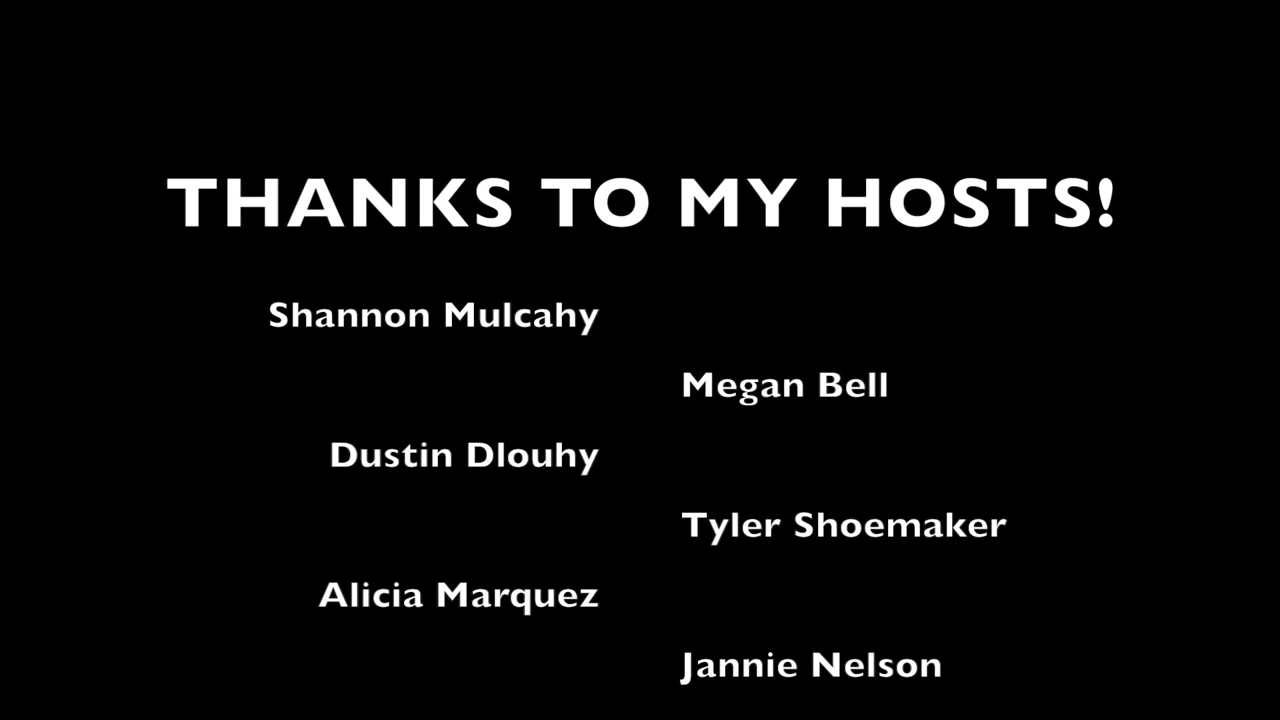 THANKS TO MY HOSTS!
Shannon Mulcahy
Megan Bell
Dustin Dlouhy
Tyler Shoemaker
Alicia Marquez
Jannie Nelson